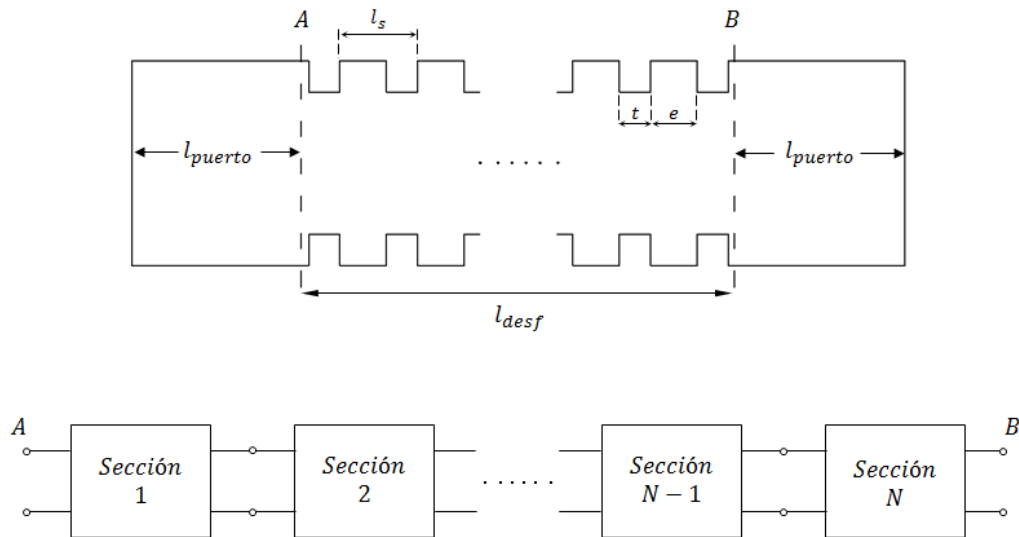 A
l_s
B
t
e
l_puerto
. . . . . .
l_puerto
l_desf
A
B
Sección
1
Sección
2
. . . . . .
Sección
N − 1
Sección
N